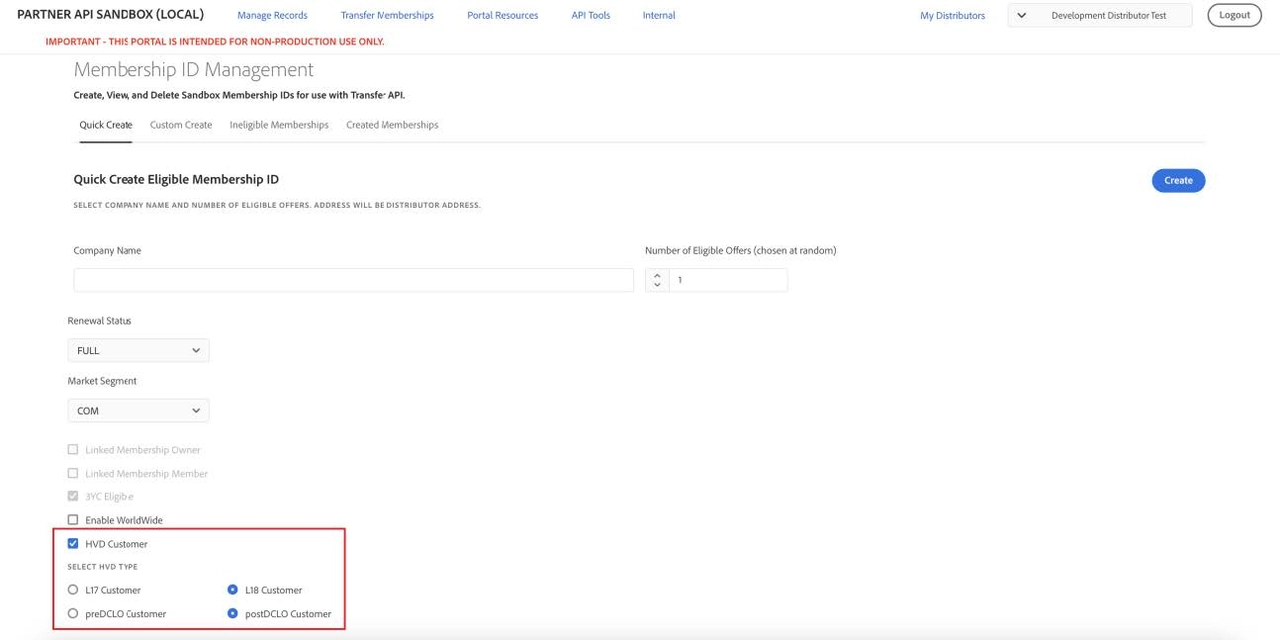 PARTNER API SANDBOX (LOCAL) Manage Records Transfer Memberships Portal Resources API Tools Internal My Distributors Development Distributor Test Logout
IMPORTANT - THIS PORTAL IS INTENDED FOR NON-PRODUCTION USE ONLY.
Membership ID Management
Create, View, and Delete Sandbox Membership IDs for use with Transfer API.
Quick Create Custom Create Ineligible Memberships Created Memberships
Quick Create Eligible Membership ID Create
SELECT COMPANY NAME AND NUMBER OF ELIGIBLE OFFERS. ADDRESS WILL BE DISTRIBUTOR ADDRESS.
Company Name Number of Eligible Offers (chosen at random)
1
Renewal Status
FULL
Market Segment
COM
Linked Membership Owner
Linked Membership Member
3YC Eligible
Enable WorldWide
HVD Customer
SELECT HVD TYPE
L17 Customer L18 Customer
preDCLO Customer postDCLO Customer